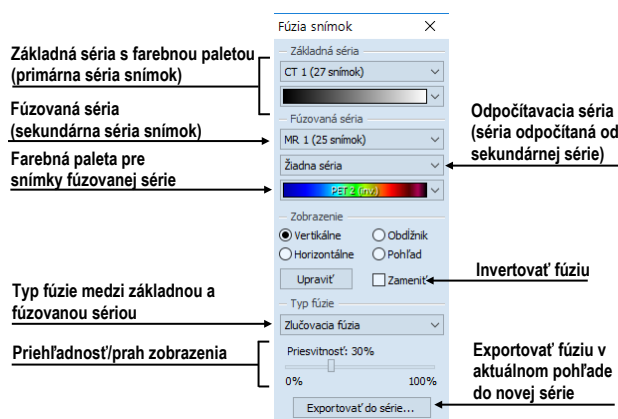 Fúzia snímok
Základná séria s farebnou paletou
(primárna séria snímok)
Základná séria
CT 1 (27 snímok)
Fúzovaná séria
(sekundárna séria snímok)
Fúzovaná séria
MR 1 (25 snímok)
Odpočítavacia séria
(séria odpočítaná od
sekundárnej série)
Farebná paleta pre
snímky fúzovanej série
Žiadna séria
PET 2 (inv.)
Zobrazenie
Vertikálne
Obdĺžnik
Horizontálne
Pohľad
Upraviť
Zameniť
Invertovať fúziu
Typ fúzie medzi základnou a
fúzovanou sériou
Typ fúzie
Zlučovacia fúzia
Priehľadnosť/prah zobrazenia
Priesvitnosť: 30%
0%
100%
Exportovať do série...
Exportovať fúziu v
aktuálnom pohľade
do novej série